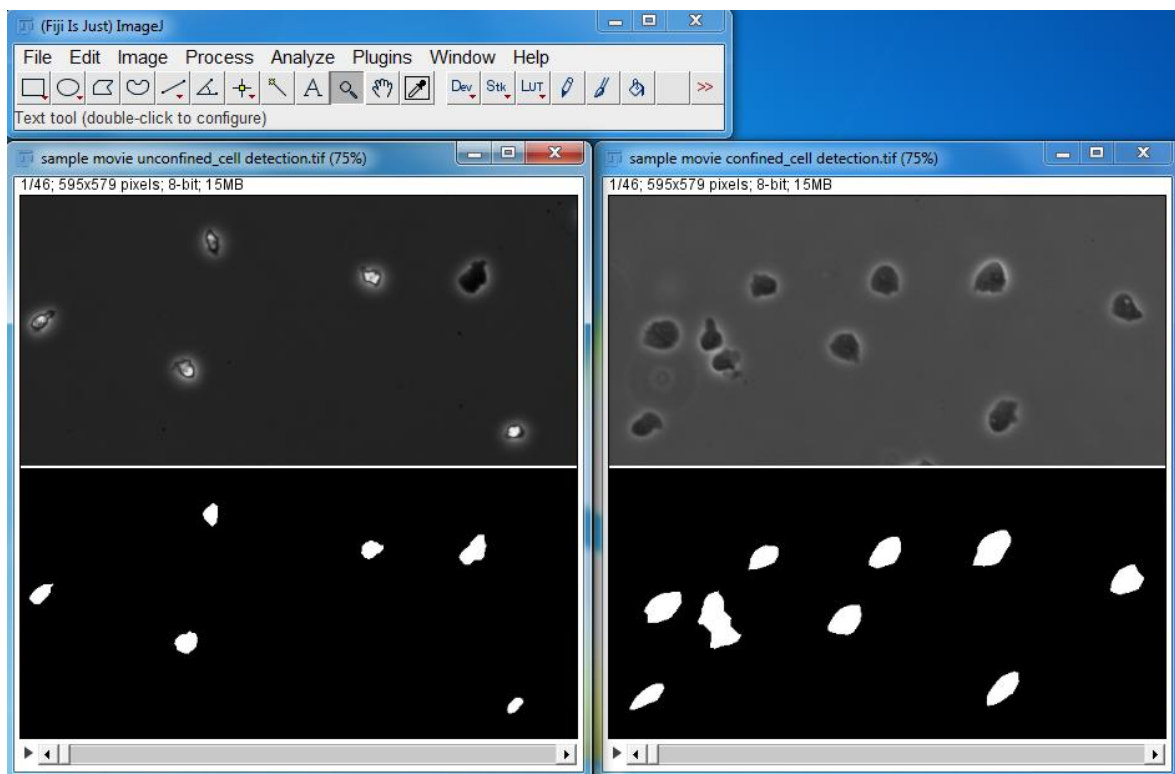 (Fiji Is Just) ImageJ
File Edit Image Process Analyze Plugins Window Help
A Dev Stk LUT >>
Text tool (double-click to configure)
sample movie unconfined_cell detection.tif (75%)
1/46; 595x579 pixels; 8-bit; 15MB
sample movie confined_cell detection.tif (75%)
1/46; 595x579 pixels; 8-bit; 15MB